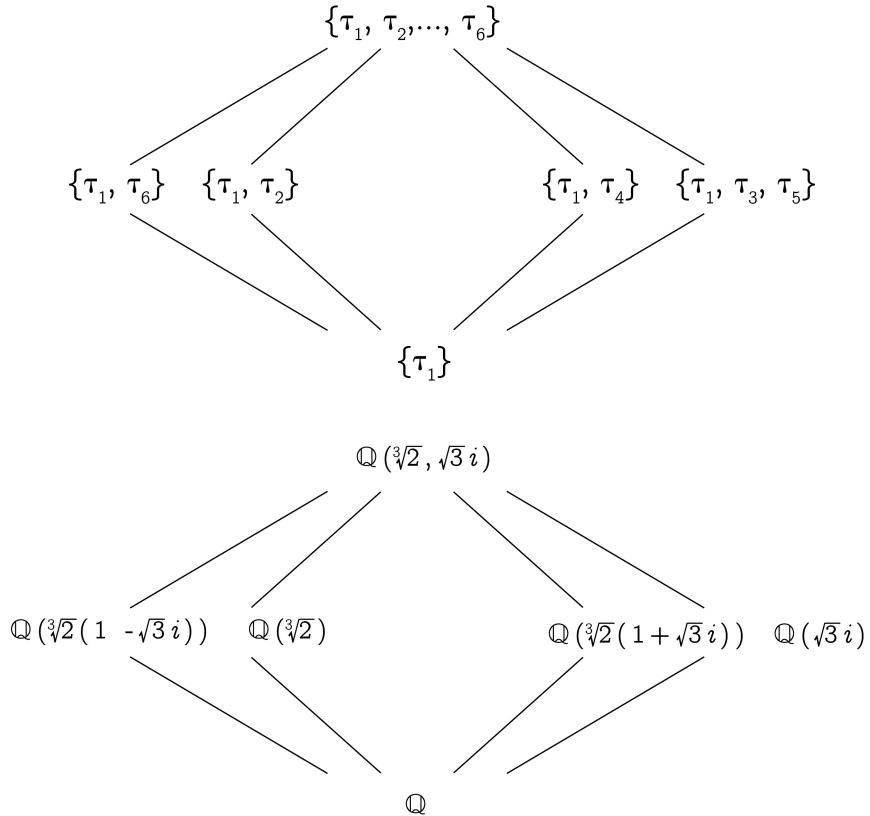 {τ₁, τ₂,..., τ₆}
{τ₁, τ₆} {τ₁, τ₂} {τ₁, τ₄} {τ₁, τ₃, τ₅}
{τ₁}
ℚ(∛2, √3 i)
ℚ(∛2(1 -√3 i)) ℚ(∛2) ℚ(∛2(1+√3 i)) ℚ(√3 i)
ℚ